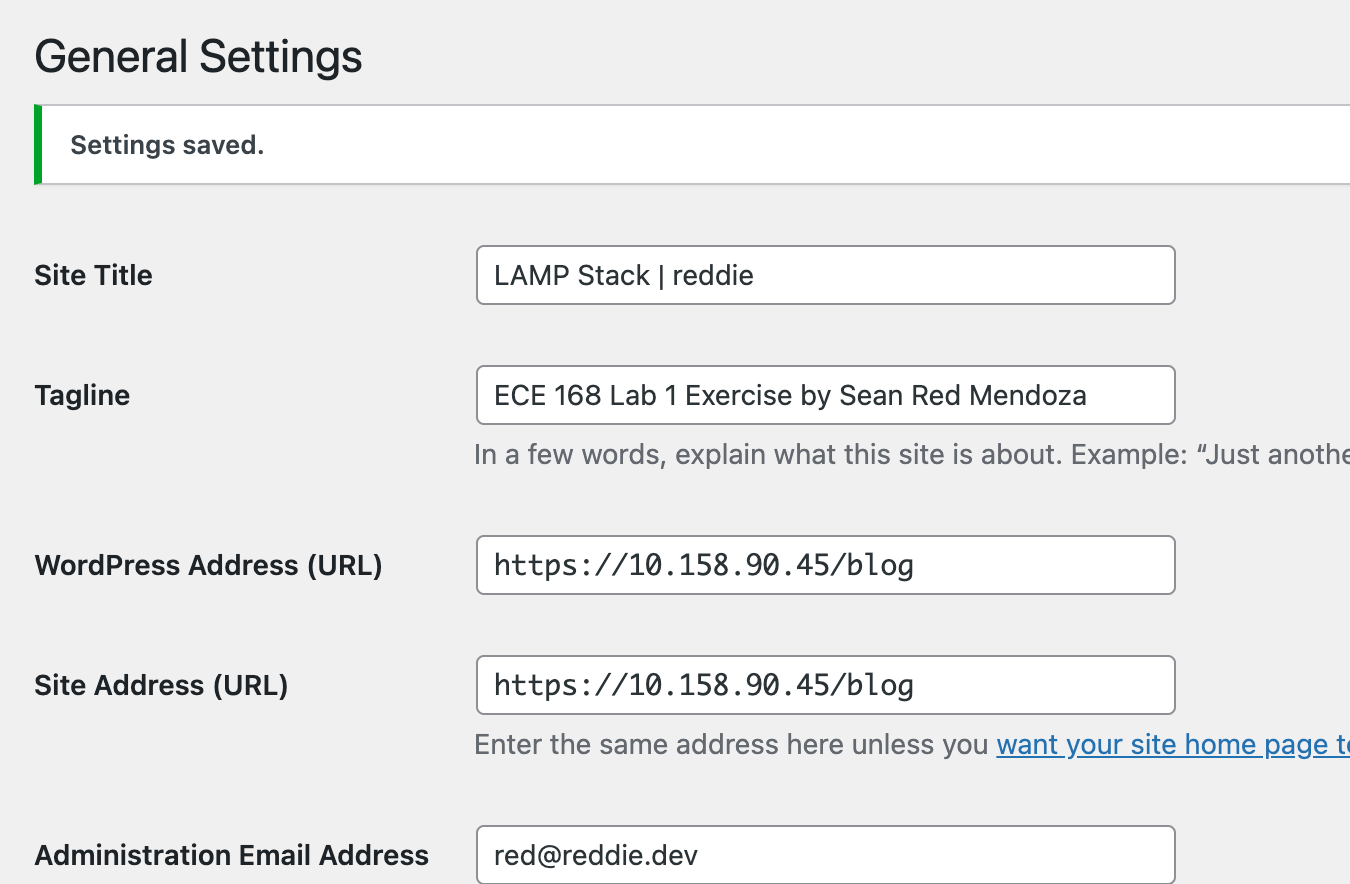 General Settings
Settings saved.
Site Title
LAMP Stack | reddie
Tagline
ECE 168 Lab 1 Exercise by Sean Red Mendoza
In a few words, explain what this site is about. Example: “Just
WordPress Address (URL)
https://10.158.90.45/blog
Site Address (URL)
https://10.158.90.45/blog
Enter the same address here unless you want your site home page
Administration Email Address
red@reddie.dev